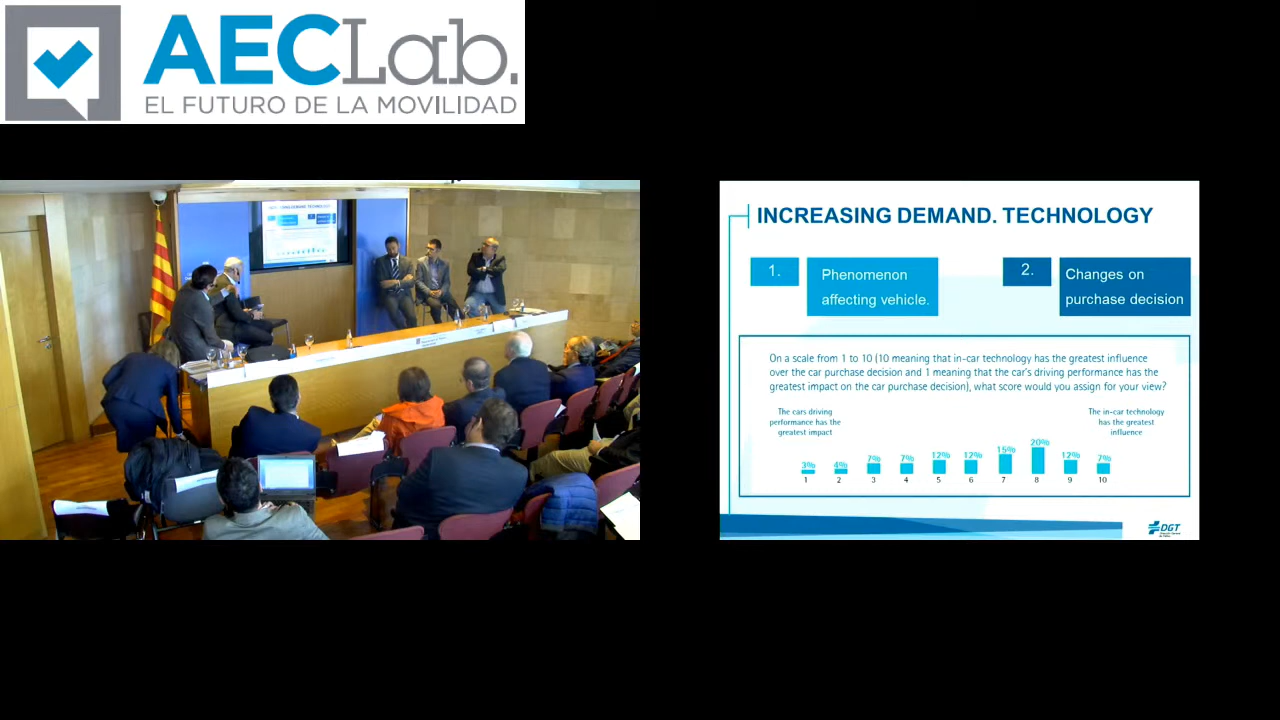 AECLab.
EL FUTURO DE LA MOVILIDAD
INCREASING DEMAND. TECHNOLOGY
1.
Phenomenon
affecting vehicle.
2.
Changes on
purchase decision
On a scale from 1 to 10 (10 meaning that in-car technology has the greatest influence
over the car purchase decision and 1 meaning that the car's driving performance has the
greatest impact on the car purchase decision), what score would you assign for your view?
The cars driving
performance has the
greatest impact
The in-car technology
has the greatest
influence
3% 4% 7% 7% 12% 12% 15% 20% 12% 7%
1 2 3 4 5 6 7 8 9 10
DGT